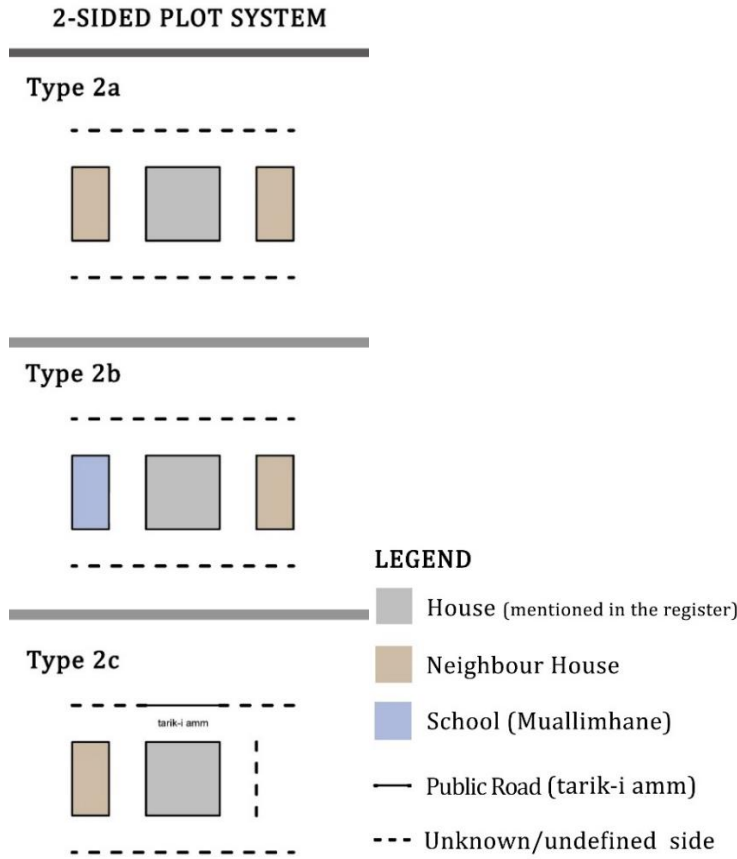 2-SIDED PLOT SYSTEM
Type 2a
Type 2b
Type 2c
tarik-i amm
LEGEND
House (mentioned in the register)
Neighbour House
School (Muallimhane)
Public Road (tarik-i amm)
Unknown/undefined side